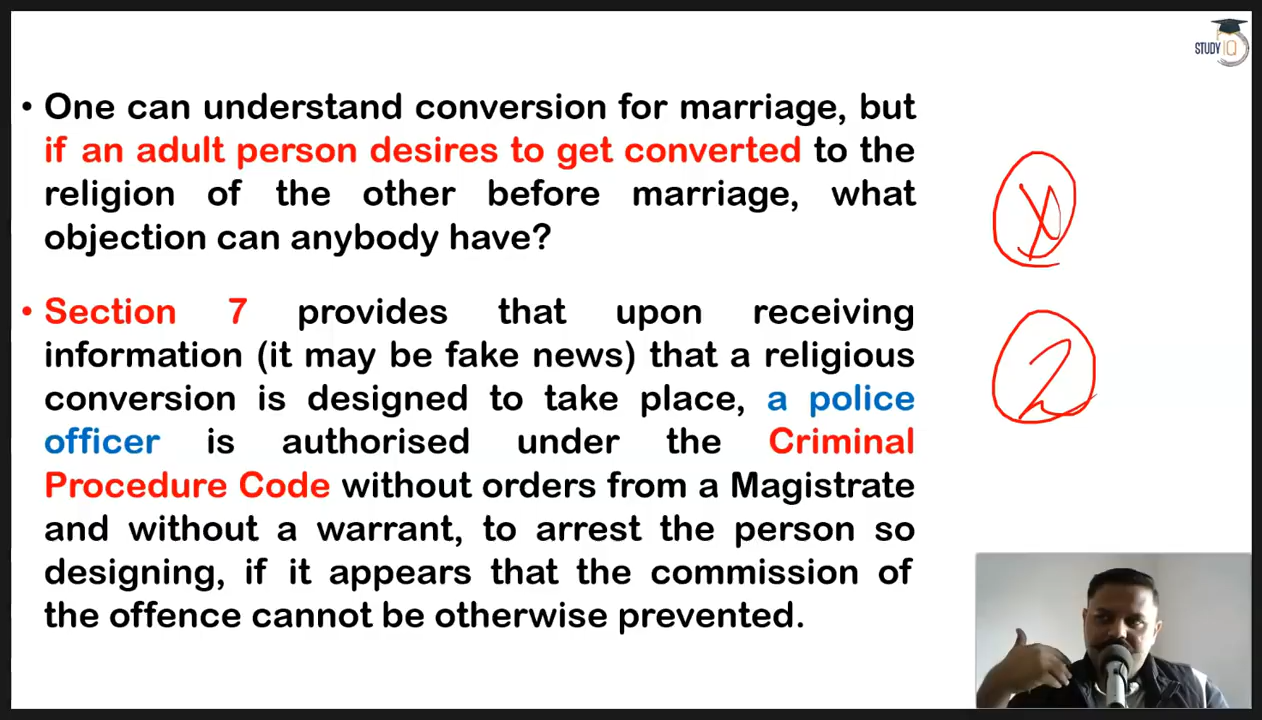 STUDY IQ
• One can understand conversion for marriage, but
if an adult person desires to get converted to the
religion of the other before marriage, what
objection can anybody have?
• Section 7 provides that upon receiving
information (it may be fake news) that a religious
conversion is designed to take place, a police
officer is authorised under the Criminal
Procedure Code without orders from a Magistrate
and without a warrant, to arrest the person so
designing, if it appears that the commission of
the offence cannot be otherwise prevented.